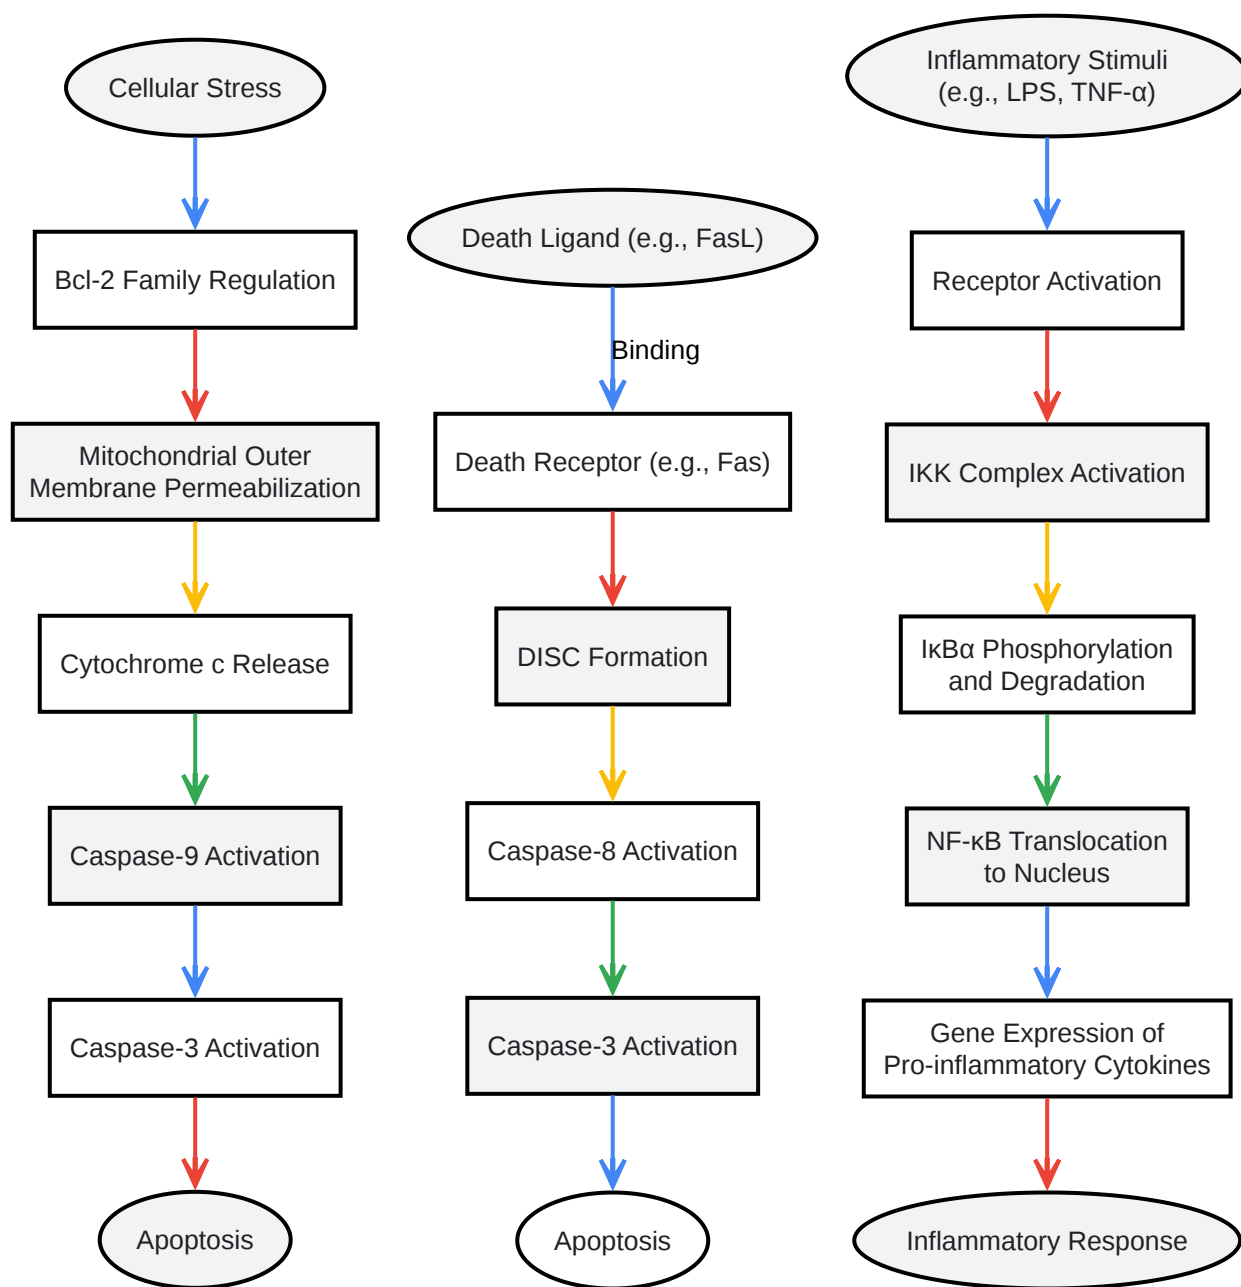 Cellular Stress
Bcl-2 Family Regulation
Mitochondrial Outer
Membrane Permeabilization
Cytochrome c Release
Caspase-9 Activation
Caspase-3 Activation
Apoptosis
Death Ligand (e.g., FasL)
Binding
Death Receptor (e.g., Fas)
DISC Formation
Caspase-8 Activation
Caspase-3 Activation
Apoptosis
Inflammatory Stimuli
(e.g., LPS, TNF-α)
Receptor Activation
IKK Complex Activation
IκBα Phosphorylation
and Degradation
NF-κB Translocation
to Nucleus
Gene Expression of
Pro-inflammatory Cytokines
Inflammatory Response